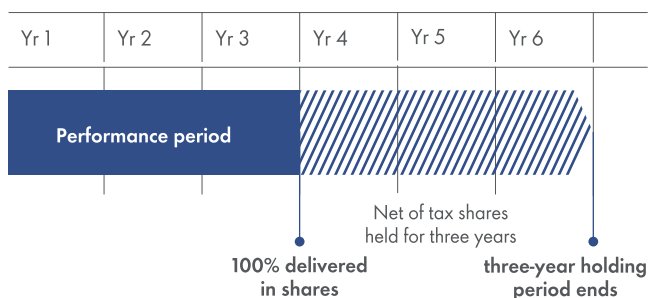 Yr 1 Yr 2 Yr 3 Yr 4 Yr 5 Yr 6
Performance period
Net of tax shares
held for three years
100% delivered
in shares
three-year holding
period ends